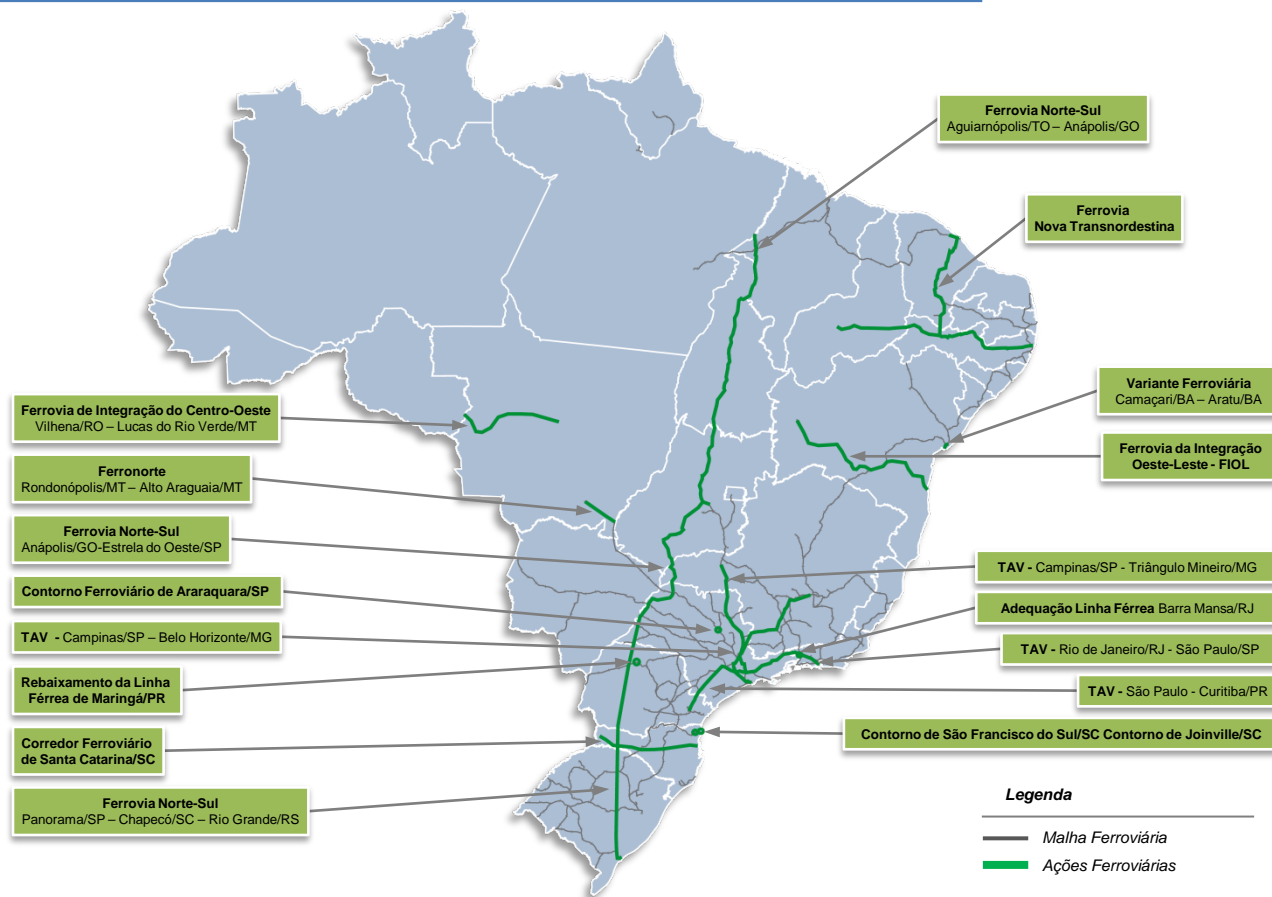 Ferrovia Norte-Sul
Aguiarnópolis/TO – Anápolis/GO
Ferrovia
Nova Transnordestina
Variante Ferroviária
Camaçari/BA – Aratu/BA
Ferrovia da Integração
Oeste-Leste - FIOL
Ferrovia de Integração do Centro-Oeste
Vilhena/RO – Lucas do Rio Verde/MT
Ferronorte
Rondonópolis/MT – Alto Araguaia/MT
Ferrovia Norte-Sul
Anápolis/GO-Estrela do Oeste/SP
Contorno Ferroviário de Araraquara/SP
TAV - Campinas/SP – Belo Horizonte/MG
Rebaixamento da Linha
Férrea de Maringá/PR
Corredor Ferroviário
de Santa Catarina/SC
Ferrovia Norte-Sul
Panorama/SP – Chapecó/SC – Rio Grande/RS
TAV - Campinas/SP - Triângulo Mineiro/MG
Adequação Linha Férrea Barra Mansa/RJ
TAV - Rio de Janeiro/RJ - São Paulo/SP
TAV - São Paulo - Curitiba/PR
Contorno de São Francisco do Sul/SC Contorno de Joinville/SC
Legenda
Malha Ferroviária
Ações Ferroviárias